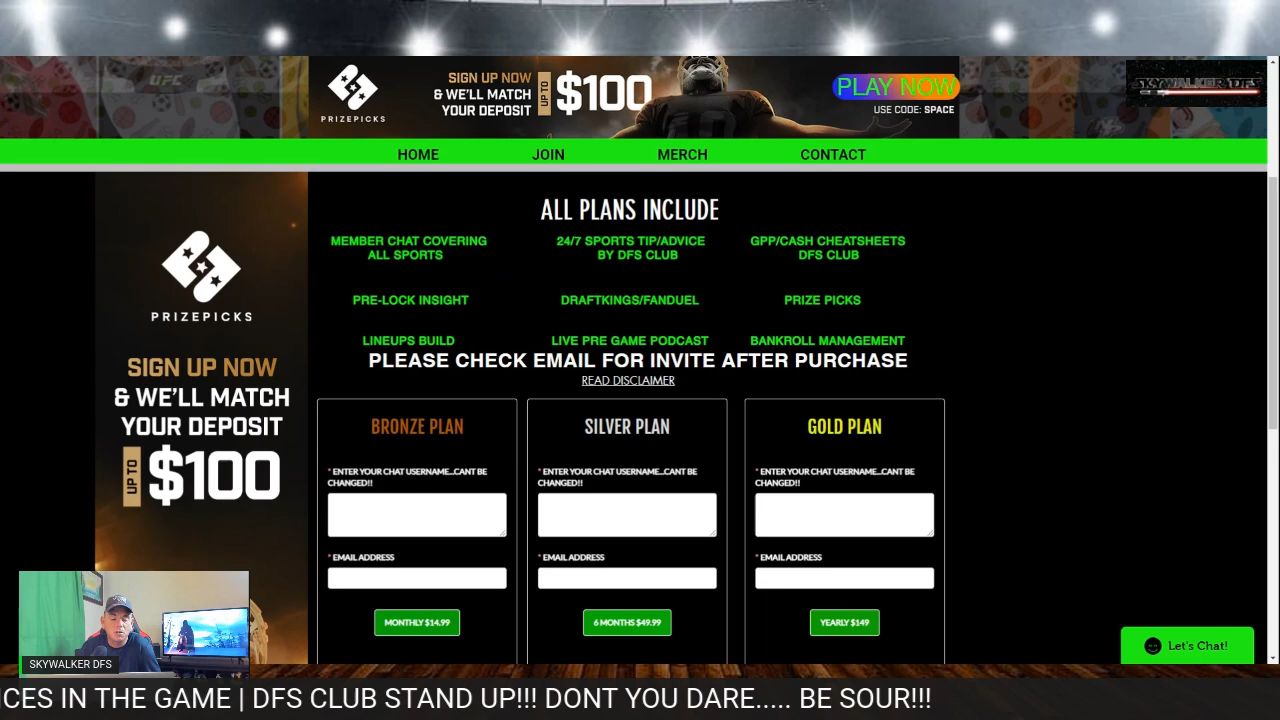 UFC
PRIZEPICKS
SIGN UP NOW
& WE'LL MATCH
YOUR DEPOSIT
UP TO
$100
PLAY NOW
USE CODE: SPACE
SKYWALKER DFS
HOME JOIN MERCH CONTACT
PRIZEPICKS
SIGN UP NOW
& WE'LL MATCH
YOUR DEPOSIT
UP TO
$100
ALL PLANS INCLUDE
MEMBER CHAT COVERING
ALL SPORTS
24/7 SPORTS TIP/ADVICE
BY DFS CLUB
GPP/CASH CHEATSHEETS
DFS CLUB
PRE-LOCK INSIGHT
DRAFTKINGS/FANDUEL
PRIZE PICKS
LINEUPS BUILD
LIVE PRE GAME PODCAST
BANKROLL MANAGEMENT
PLEASE CHECK EMAIL FOR INVITE AFTER PURCHASE
READ DISCLAIMER
BRONZE PLAN
* ENTER YOUR CHAT USERNAME...CANT BE
CHANGED!!
* EMAIL ADDRESS
MONTHLY $14.99
SILVER PLAN
* ENTER YOUR CHAT USERNAME...CANT BE
CHANGED!!
* EMAIL ADDRESS
6 MONTHS $49.99
GOLD PLAN
* ENTER YOUR CHAT USERNAME...CANT BE
CHANGED!!
* EMAIL ADDRESS
YEARLY $149
Let's Chat!
SKYWALKER DFS
ICES IN THE GAME | DFS CLUB STAND UP!!! DONT YOU DARE..... BE SOUR!!!